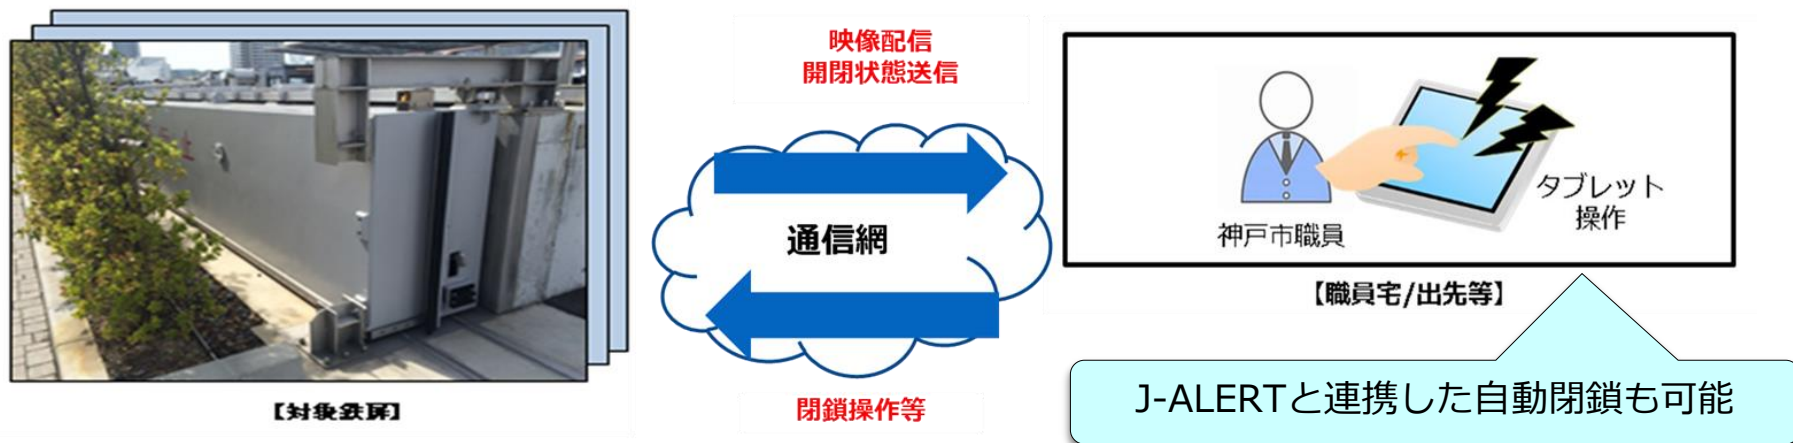 映像配信
開閉状態送信
通信網
閉鎖操作等
【対象鉄扉】
神戸市職員
タブレット
操作
【職員宅/出先等】
J-ALERTと連携した自動閉鎖も可能